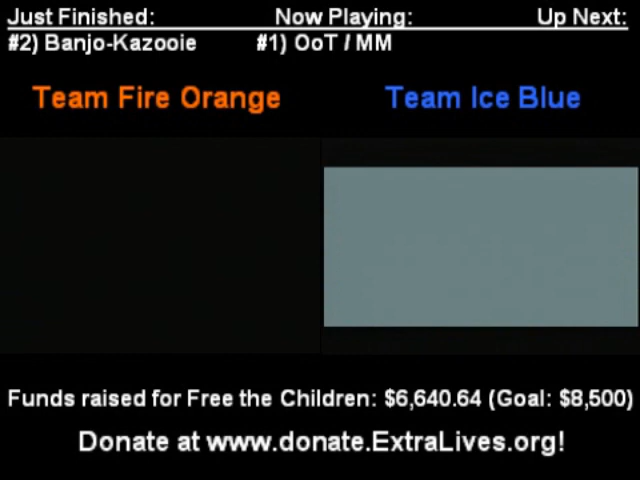 Just Finished: Now Playing: Up Next:
#2) Banjo-Kazooie #1) OoT / MM
Team Fire Orange Team Ice Blue
Funds raised for Free the Children: $6,640.64 (Goal: $8,500)
Donate at www.donate.ExtraLives.org!